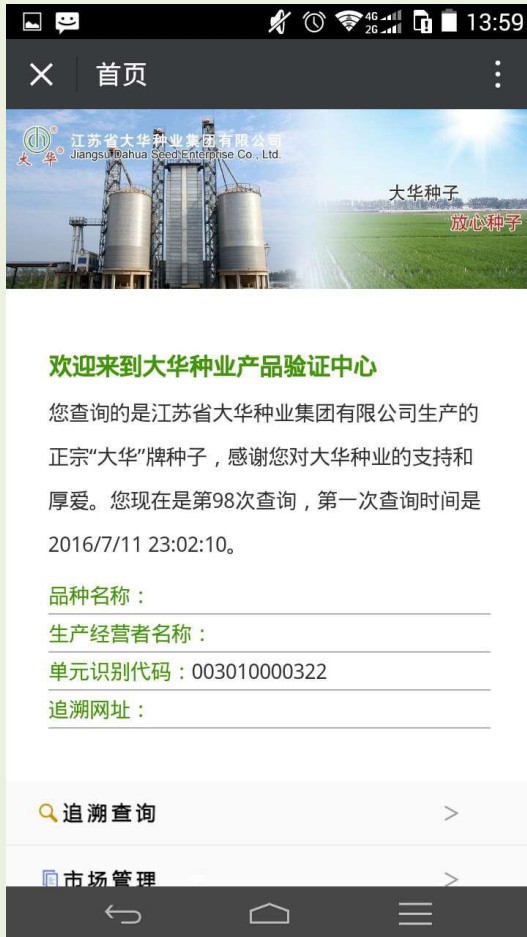 4G
2G
13:59
首页
江苏省大华种业集团有限公司
大华
Jiangsu Dahua Seed Enterprise Co., Ltd.
大华种子
放心种子
欢迎来到大华种业产品验证中心
您查询的是江苏省大华种业集团有限公司生产的
正宗“大华”牌种子，感谢您对大华种业的支持和
厚爱。您现在是第98次查询，第一次查询时间是
2016/7/11 23:02:10。
品种名称：
生产经营者名称：
单元识别代码：003010000322
追溯网址：
追溯查询
市场管理